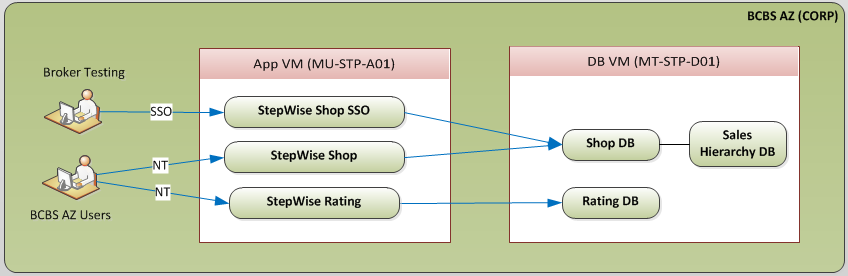 BCBS AZ (CORP)
App VM (MU-STP-A01)
DB VM (MT-STP-D01)
Broker Testing
SSO
StepWise Shop SSO
NT
StepWise Shop
Shop DB
Sales
Hierarchy DB
NT
StepWise Rating
Rating DB
BCBS AZ Users